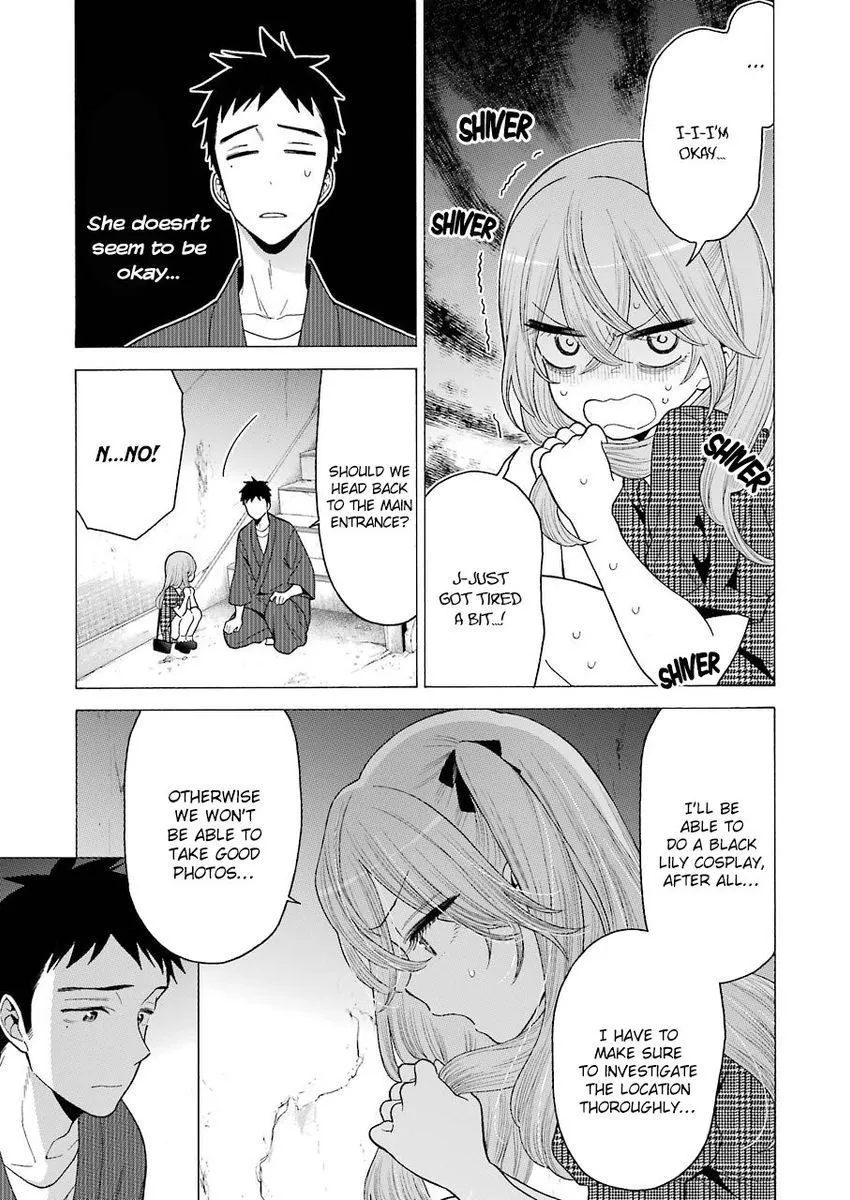 ...
I-I-I'M
OKAY...
SHIVER
SHIVER
SHIVER
J-JUST
GOT TIRED
A BIT...!
SHIVER
She doesn't
seem to be
okay...
SHOULD WE
HEAD BACK
TO THE MAIN
ENTRANCE?
N...NO!
I'LL BE
ABLE TO
DO A BLACK
LILY COSPLAY,
AFTER ALL...
I HAVE TO
MAKE SURE
TO INVESTIGATE
THE LOCATION
THOROUGHLY...
OTHERWISE
WE WON'T
BE ABLE TO
TAKE GOOD
PHOTOS...